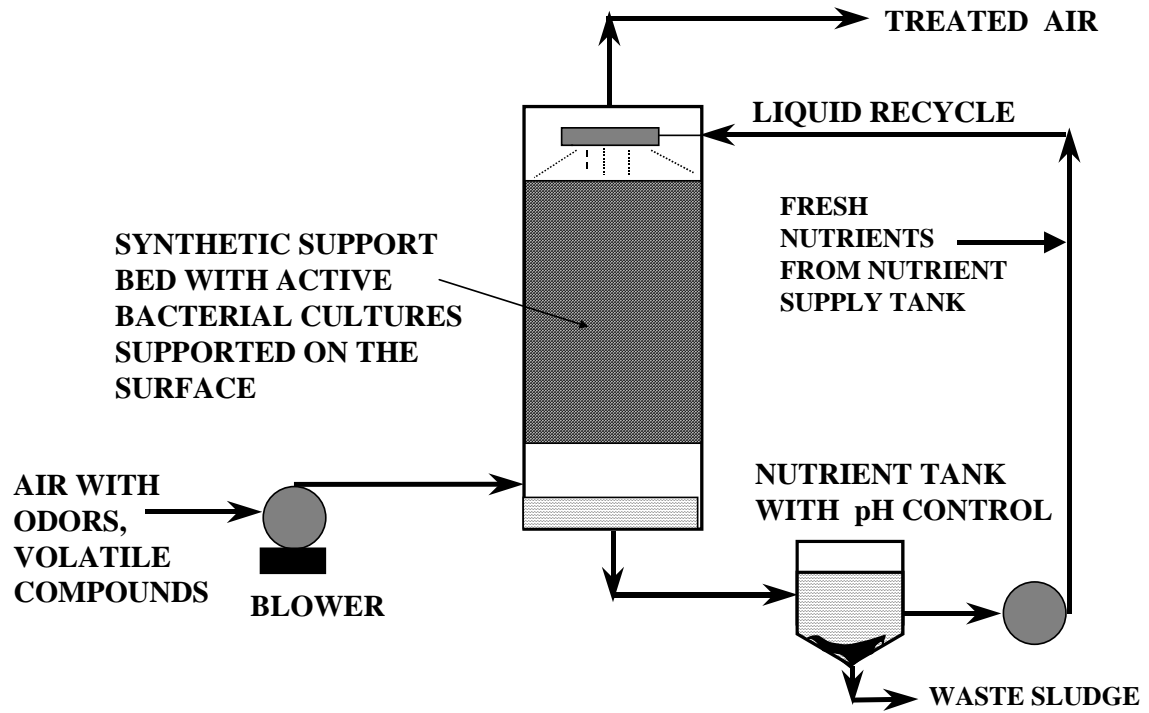 TREATED AIR
LIQUID RECYCLE
FRESH
NUTRIENTS
FROM NUTRIENT
SUPPLY TANK
SYNTHETIC SUPPORT
BED WITH ACTIVE
BACTERIAL CULTURES
SUPPORTED ON THE
SURFACE
AIR WITH
ODORS,
VOLATILE
COMPOUNDS
BLOWER
NUTRIENT TANK
WITH pH CONTROL
WASTE SLUDGE